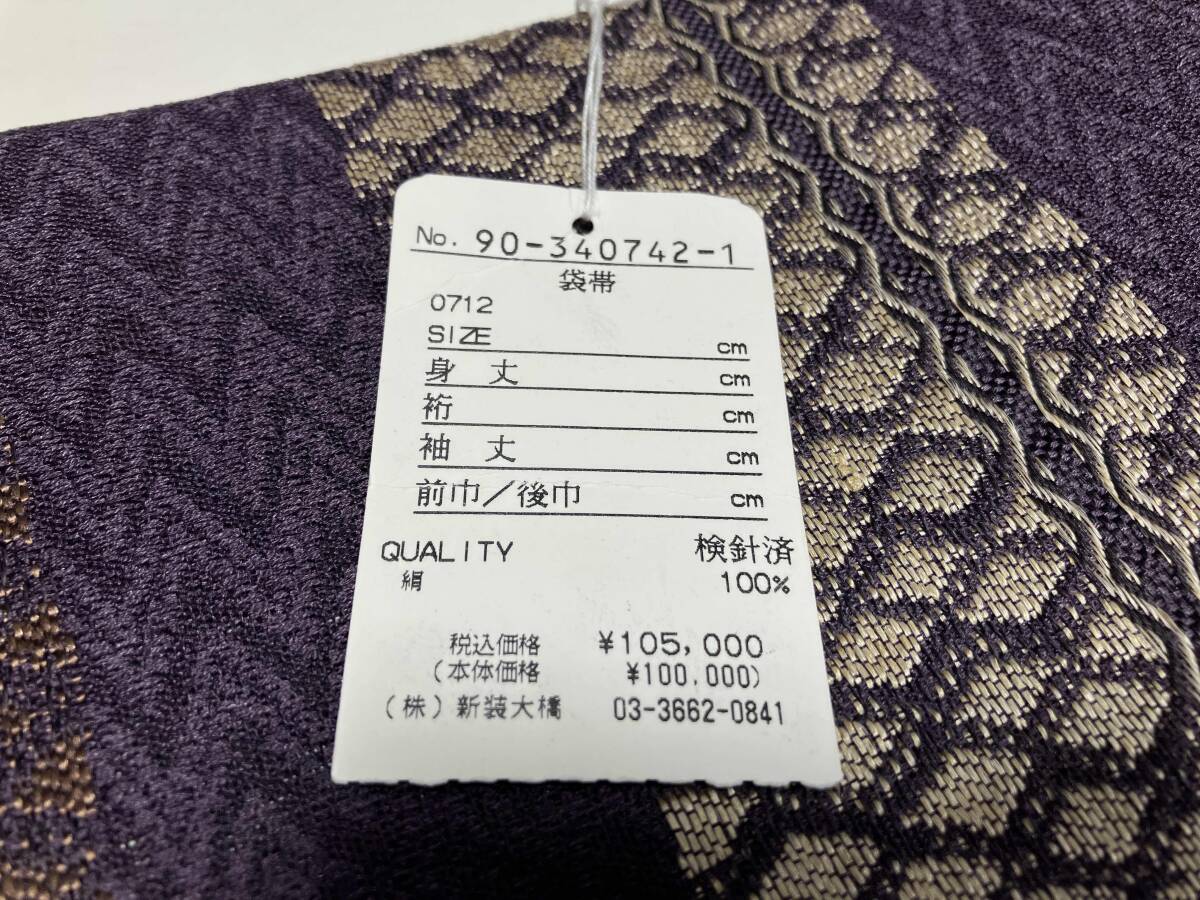 No. 90-340742-1
袋帯
0712
SIZE cm
身丈 cm
裄 cm
袖丈 cm
前巾／後巾 cm
QUALITY 検針済
絹 100%
税込価格 ¥105,000
(本体価格 ¥100,000)
(株)新装大橋 03-3662-0841